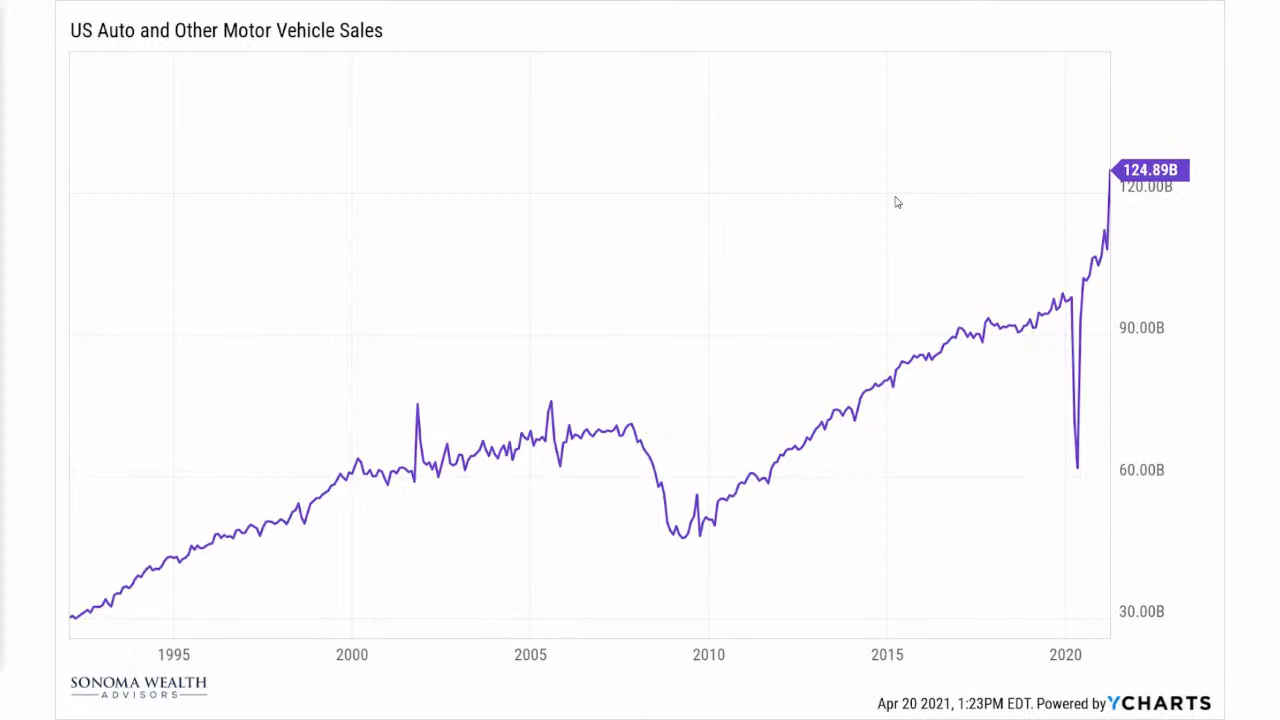 US Auto and Other Motor Vehicle Sales
124.89B
120.00B
90.00B
60.00B
30.00B
1995 2000 2005 2010 2015 2020
SONOMA WEALTH
ADVISORS
Apr 20 2021, 1:23PM EDT. Powered by YCHARTS